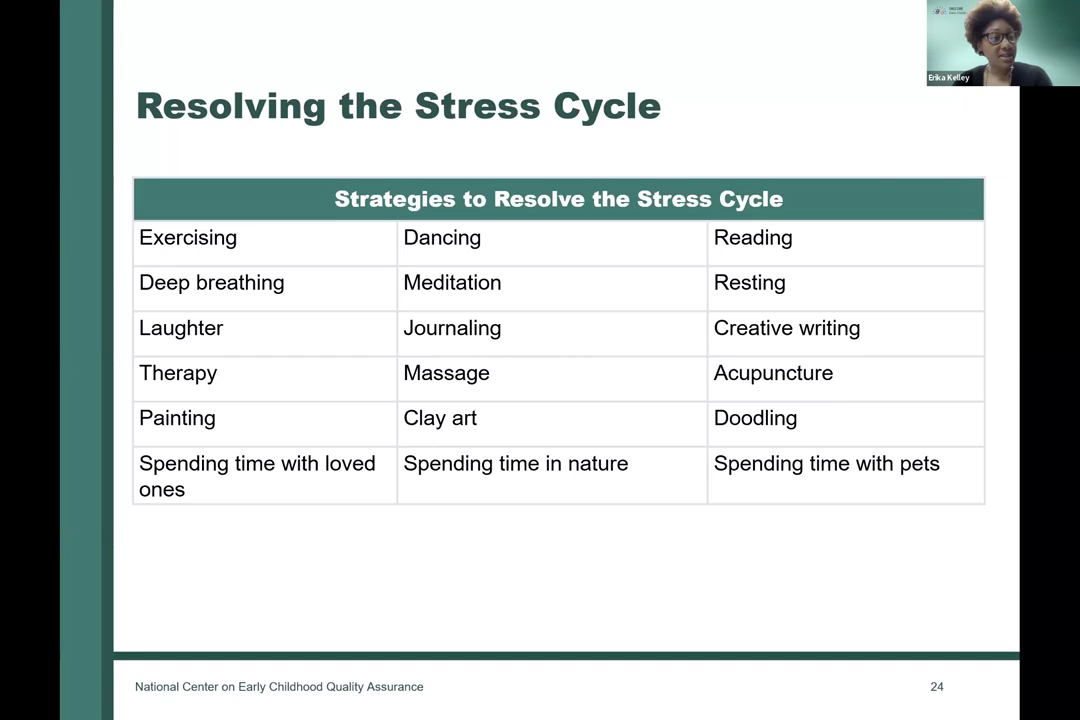 Erika Kelley
Resolving the Stress Cycle
Strategies to Resolve the Stress Cycle
Exercising
Dancing
Reading
Deep breathing
Meditation
Resting
Laughter
Journaling
Creative writing
Therapy
Massage
Acupuncture
Painting
Clay art
Doodling
Spending time with loved
ones
Spending time in nature
Spending time with pets
National Center on Early Childhood Quality Assurance
24